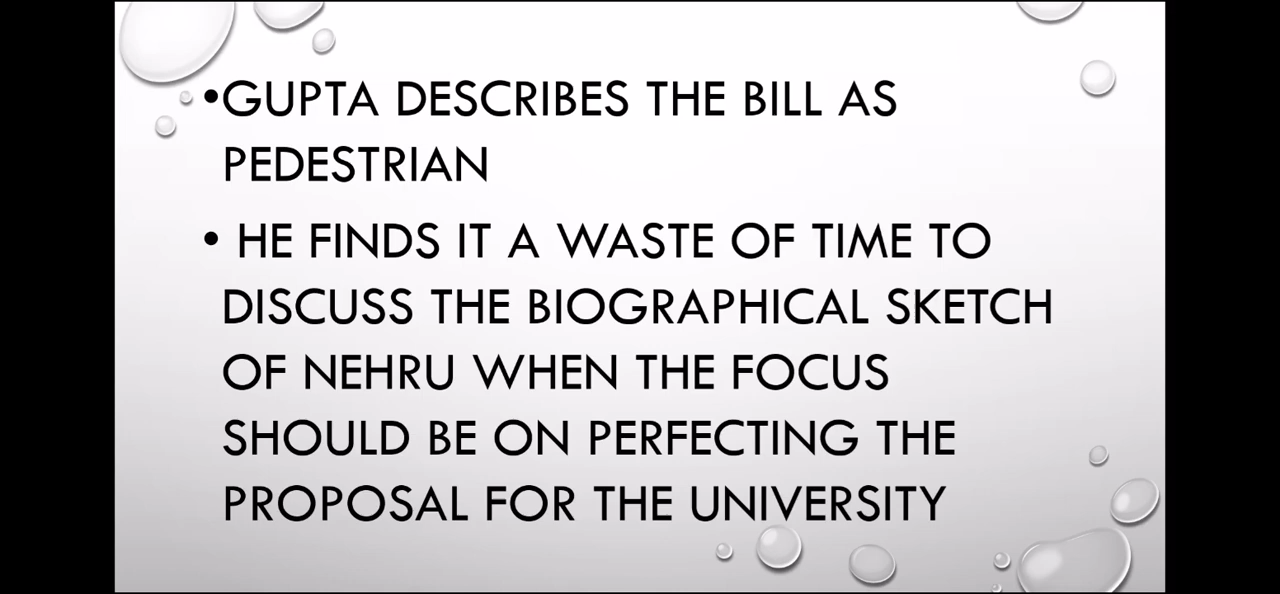 •GUPTA DESCRIBES THE BILL AS
PEDESTRIAN
• HE FINDS IT A WASTE OF TIME TO
DISCUSS THE BIOGRAPHICAL SKETCH
OF NEHRU WHEN THE FOCUS
SHOULD BE ON PERFECTING THE
PROPOSAL FOR THE UNIVERSITY